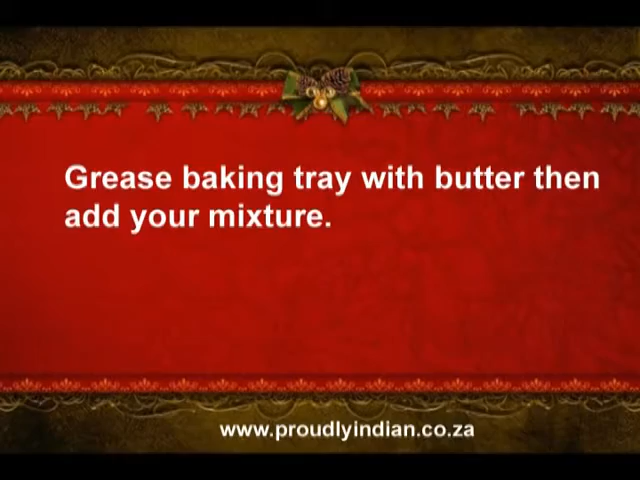 Grease baking tray with butter then
add your mixture.
www.proudlyindian.co.za